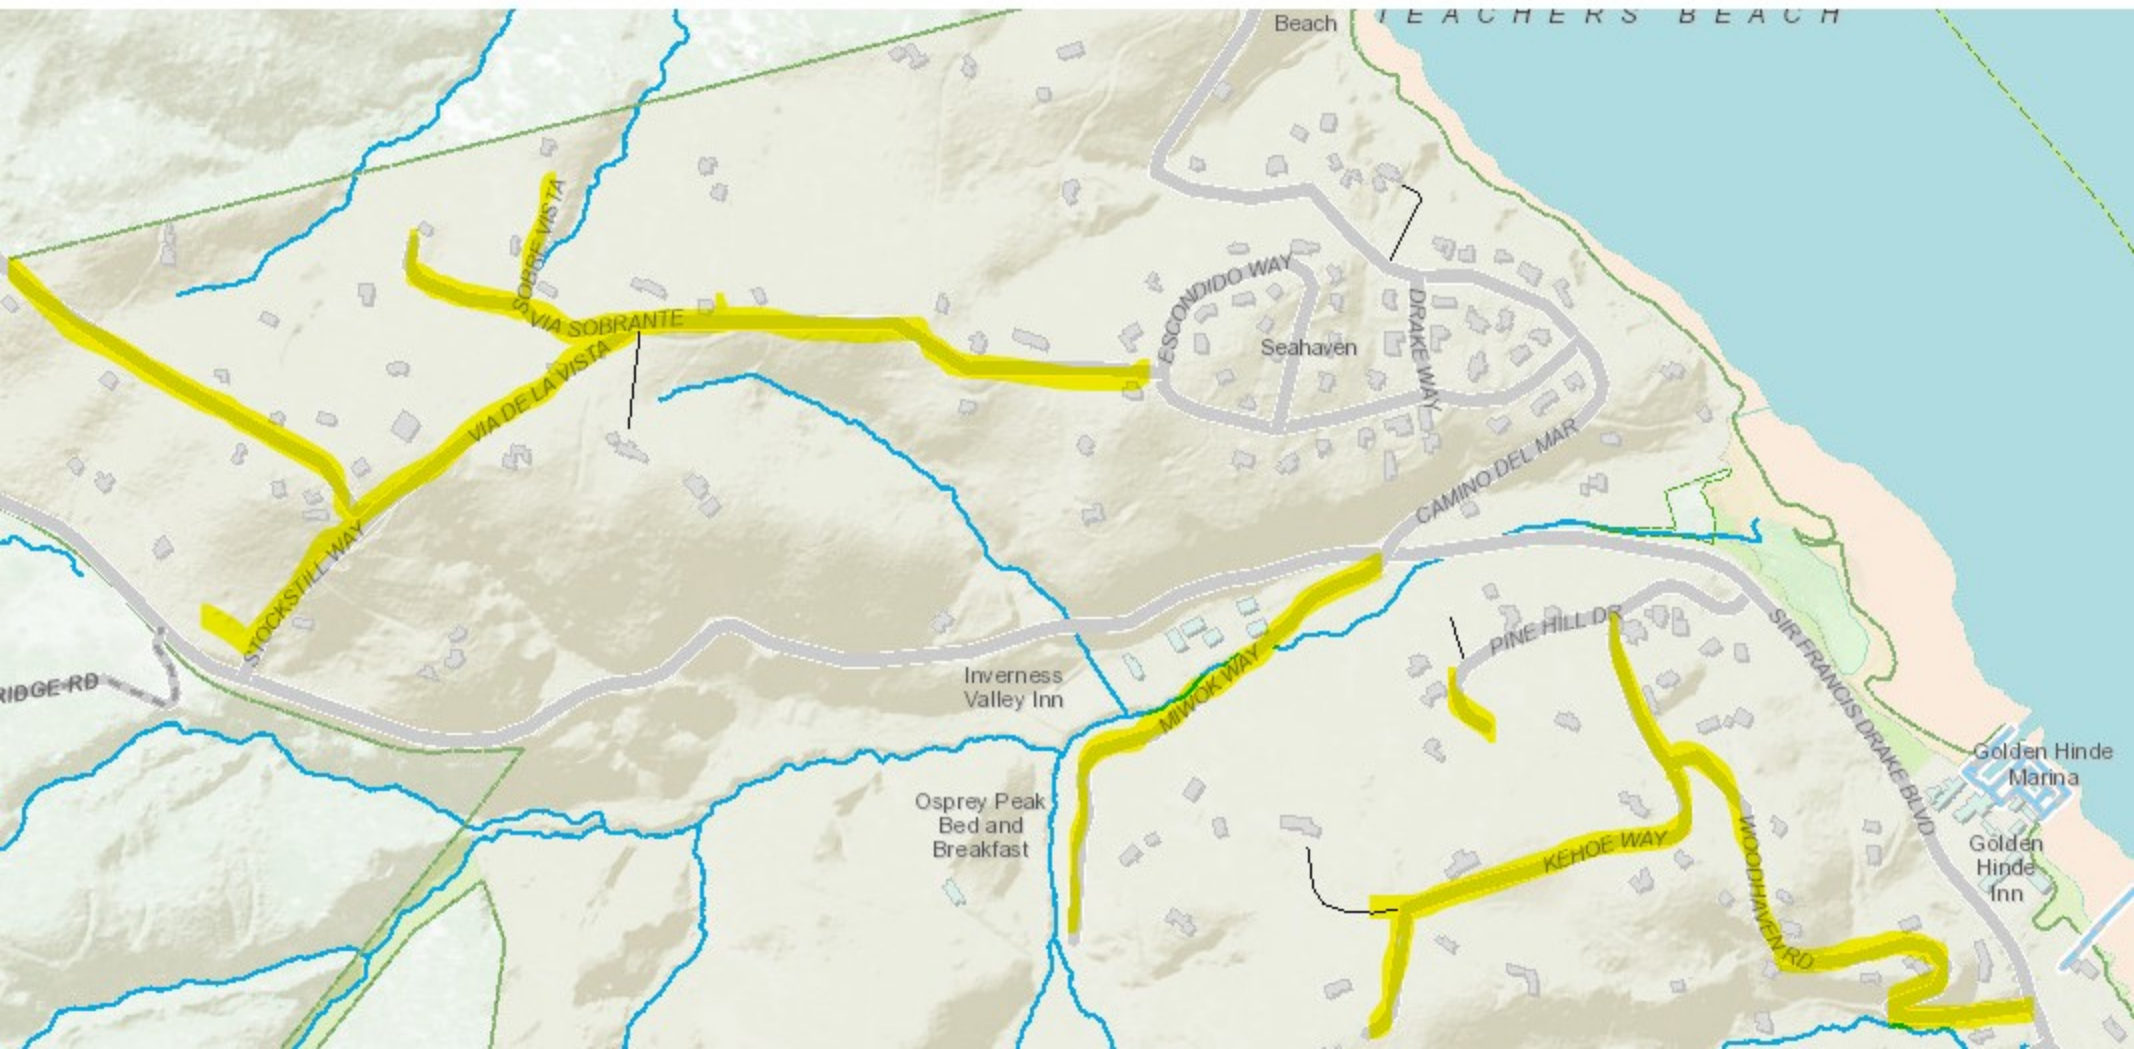 TEACHERS BEACH
Beach
SOBRE VISTA
ESCONDIDO WAY
VIA SOBRANTE
DRAKE WAY
Seahaven
VIA DE LA VISTA
CAMINO DEL MAR
STOCKSTILL WAY
PINE HILL DR
SIR FRANCIS DRAKE BLVD
RIDGE RD
Inverness
Valley Inn
MIWOK WAY
Golden Hinde
Marina
Osprey Peak
Bed and
Breakfast
KEHOE WAY
WOODHAVEN RD
Golden
Hinde
Inn